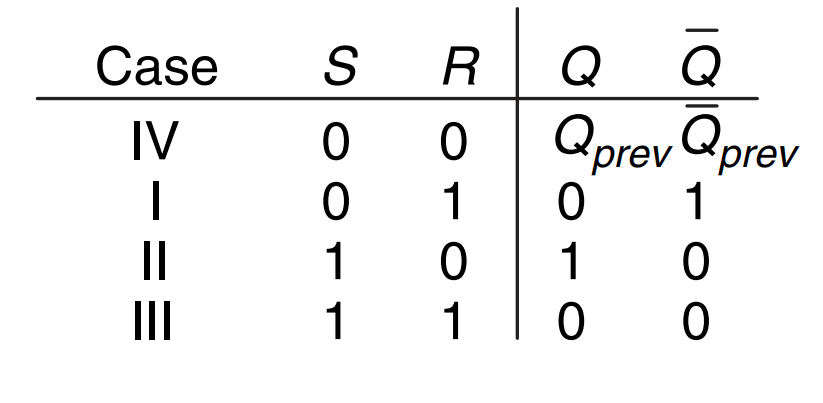 Case S R Q Q̅
IV 0 0 Qprev Q̅prev
I 0 1 0 1
II 1 0 1 0
III 1 1 0 0